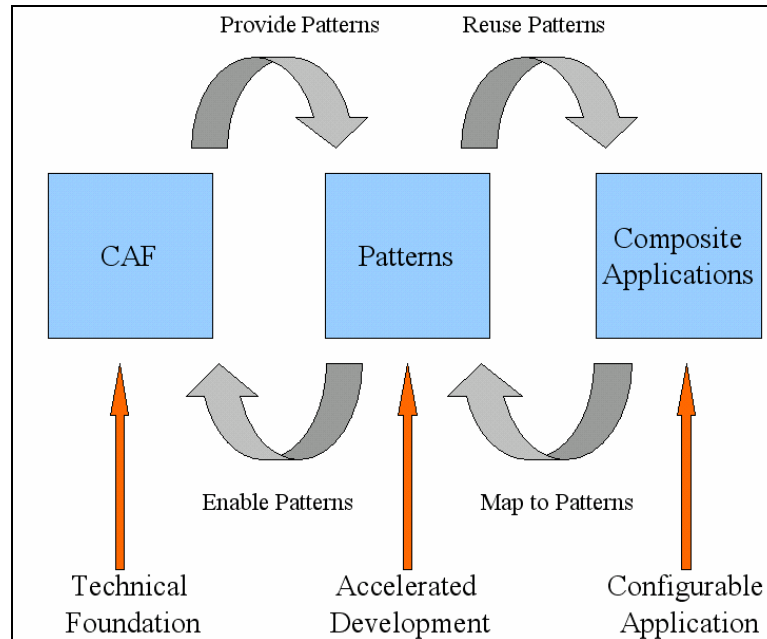 Provide Patterns
Reuse Patterns
CAF
Patterns
Composite
Applications
Enable Patterns
Map to Patterns
Technical
Foundation
Accelerated
Development
Configurable
Application